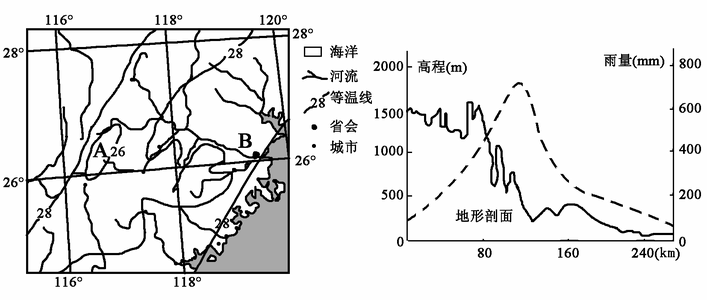 116° 118° 120°
28° 28°
28
A 26
B
26° 26°
28
28
116° 118°
海洋
河流
28 等温线
省会
城市
高程(m) 雨量(mm)
2000 800
1500 600
1000 400
500 200
地形剖面
0 0
80 160 240(km)